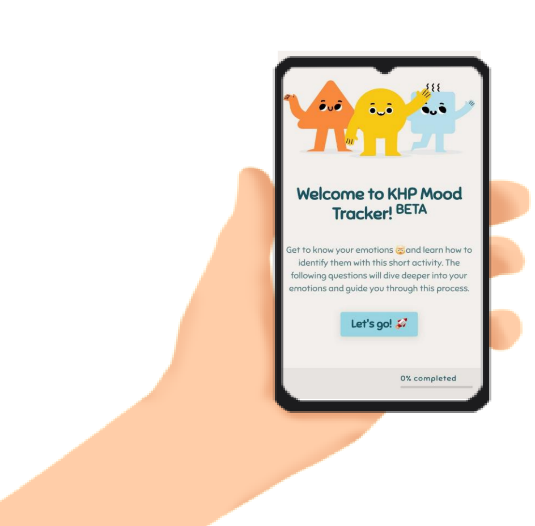 Welcome to KHP Mood
Tracker! BETA
Get to know your emotions 😊and learn how to
identify them with this short activity. The
following questions will dive deeper into your
emotions and guide you through this process.
Let's go! 🚀
0% completed